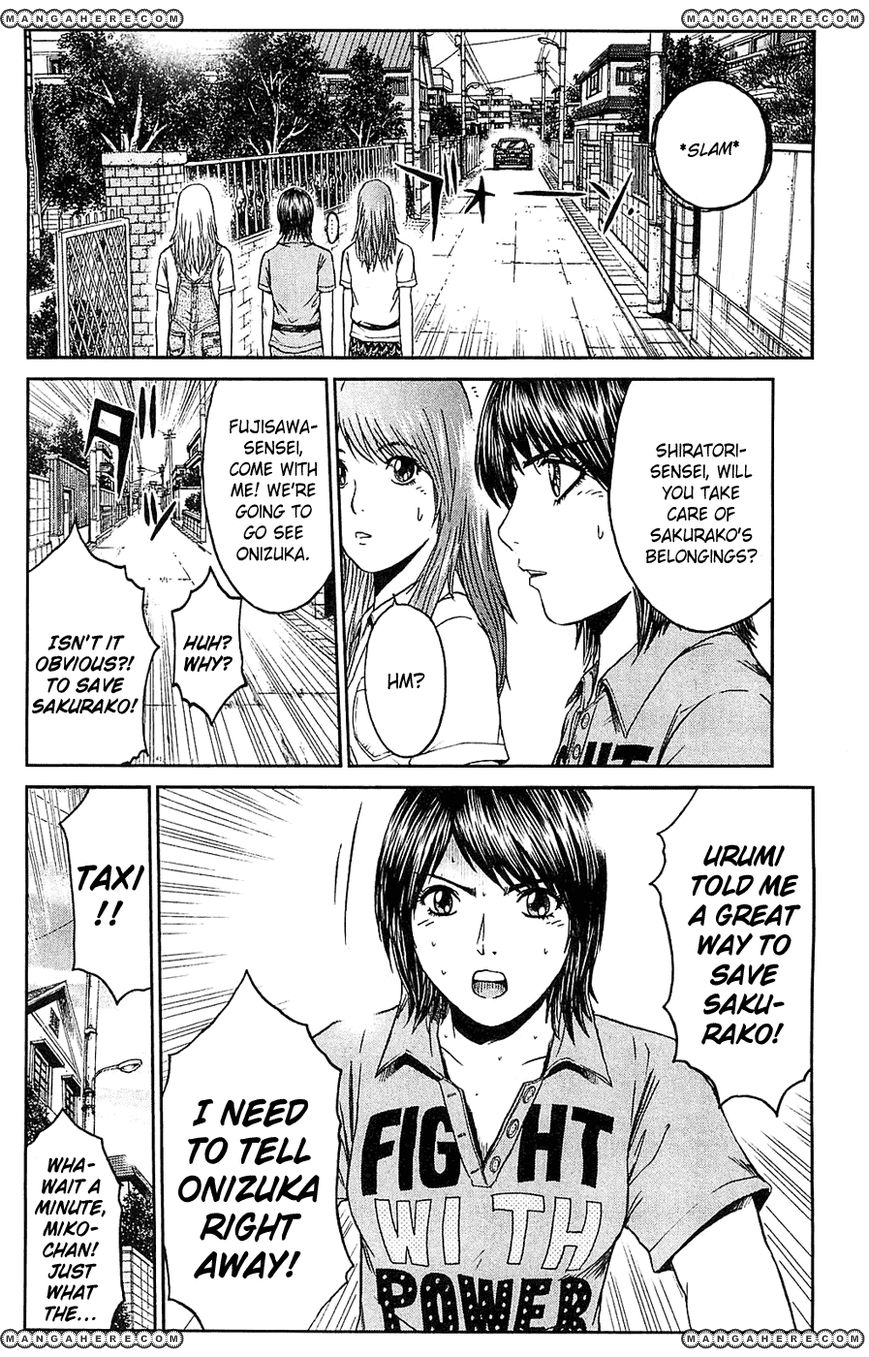 MANGAHERE.COM
MANGAHERE.COM
*SLAM*
SHIRATORI-
SENSEI, WILL
YOU TAKE
CARE OF
SAKURAKO'S
BELONGINGS?
HM?
FUJISAWA-
SENSEI,
COME WITH
ME! WE'RE
GOING TO
GO SEE
ONIZUKA.
HUH?
WHY?
ISN'T IT
OBVIOUS?!
TO SAVE
SAKURAKO!
URUMI
TOLD ME
A GREAT
WAY TO
SAVE
SAKU-
RAKO!
I NEED
TO TELL
ONIZUKA
RIGHT
AWAY!
FIGHT
WITH
POWER
TAXI
!!
WHA-
WAIT A
MINUTE,
MIKO-
CHAN!
JUST
WHAT
THE...
MANGAHERE.COM
MANGAHERE.COM